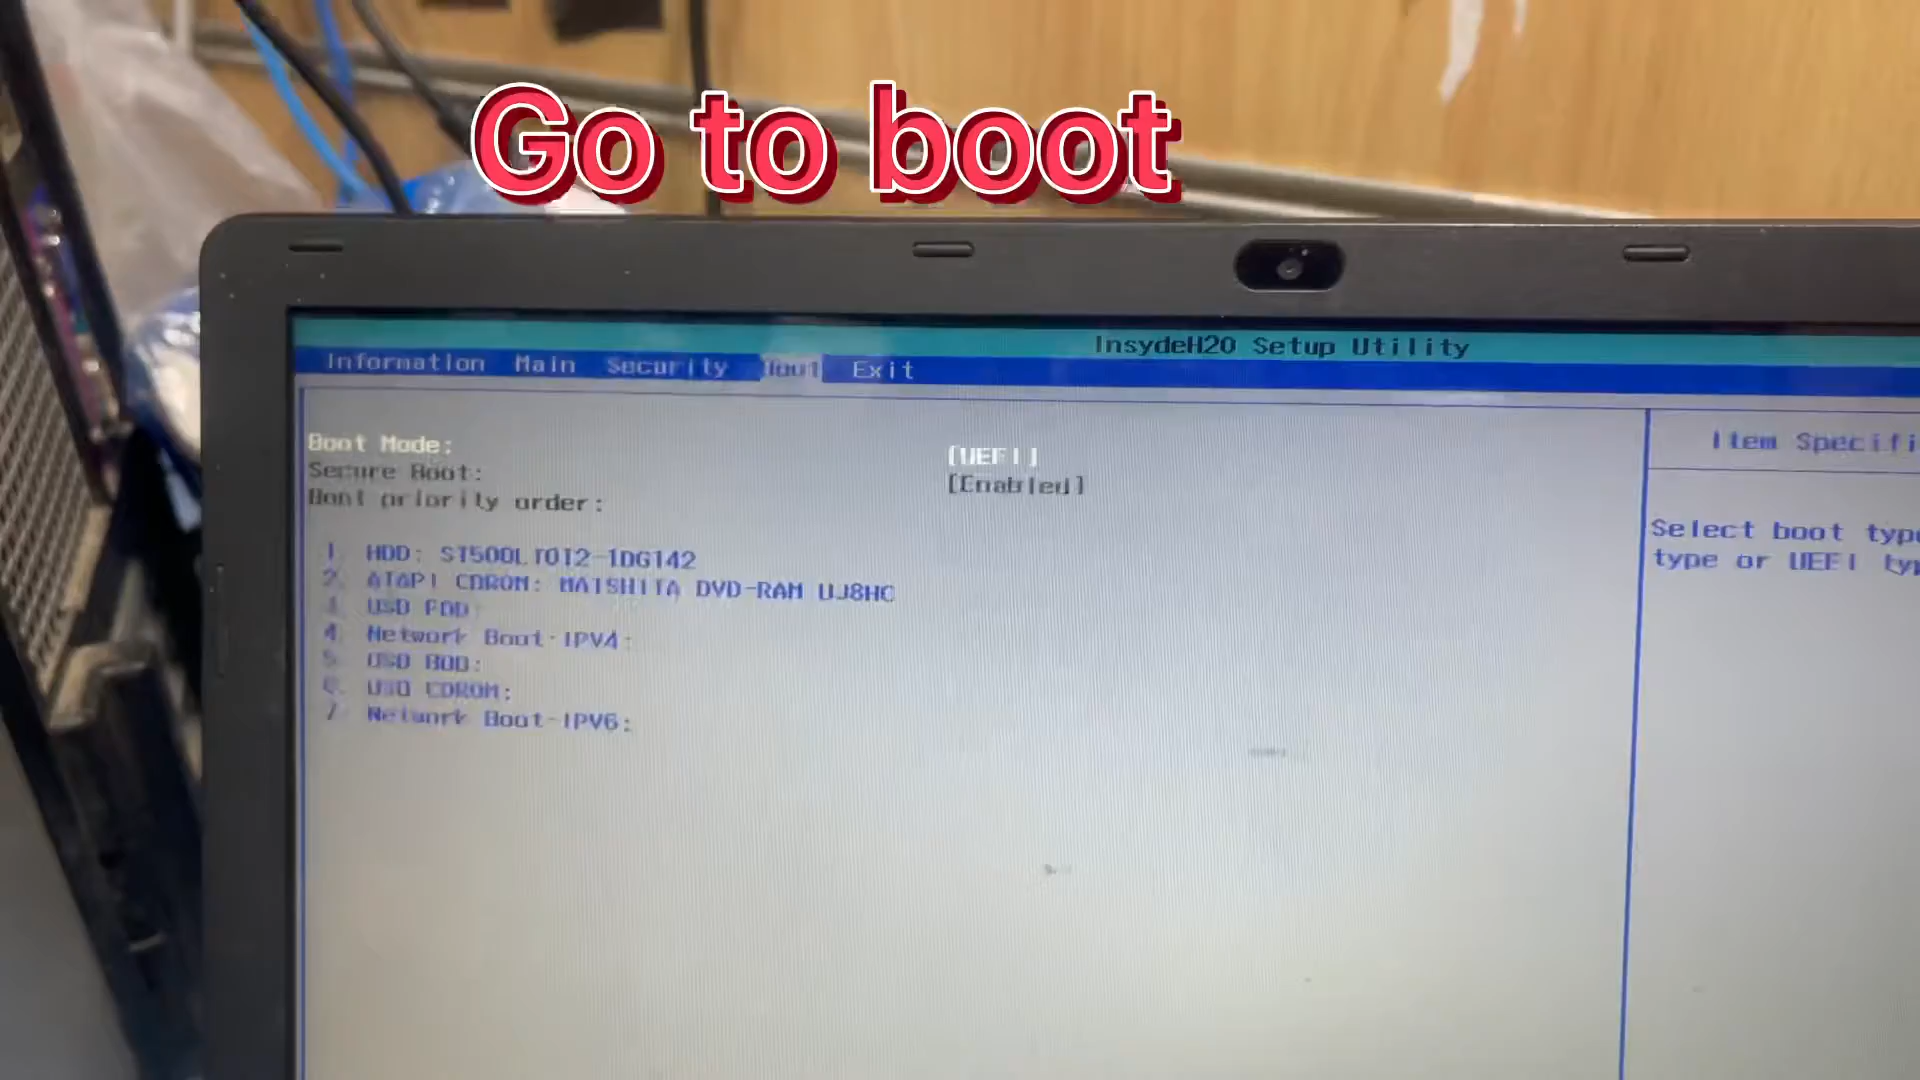 Go to boot
InsydeH20 Setup Utility
Information Main Security Boot Exit
Item Specifi
Boot Mode: [UEFI]
Secure Boot: [Enabled]
Boot priority order:
Select boot typ
type or UEFI ty
1. HDD: ST500LT012-1DG142
2. ATAPI CDROM: MATSHITA DVD-RAM UJ8HC
3. USB FDD:
4. Network Boot-IPV4:
5. USB HDD:
6. USB CDROM:
7. Network Boot-IPV6: